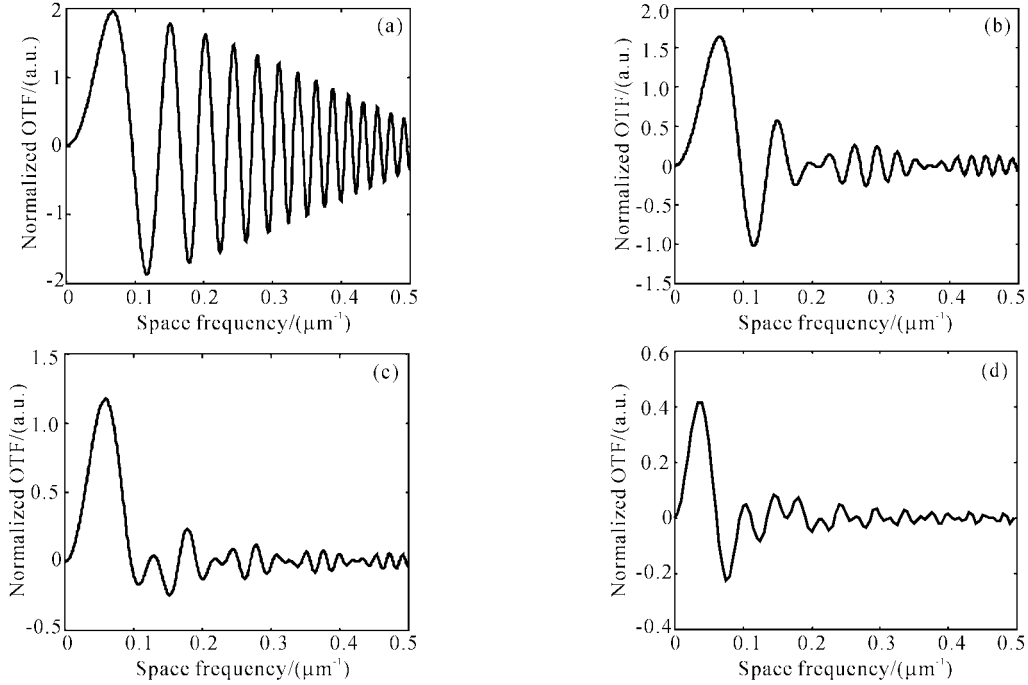 (a)
Normalized OTF/(a.u.)
2
1
0
-1
-2
0 0.1 0.2 0.3 0.4 0.5
Space frequency/(μm⁻¹)
(b)
Normalized OTF/(a.u.)
2.0
1.5
1.0
0.5
0
-0.5
-1.0
-1.5
0 0.1 0.2 0.3 0.4 0.5
Space frequency/(μm⁻¹)
(c)
Normalized OTF/(a.u.)
1.5
1.0
0.5
0
-0.5
0 0.1 0.2 0.3 0.4 0.5
Space frequency/(μm⁻¹)
(d)
Normalized OTF/(a.u.)
0.6
0.4
0.2
0
-0.2
-0.4
0 0.1 0.2 0.3 0.4 0.5
Space frequency/(μm⁻¹)